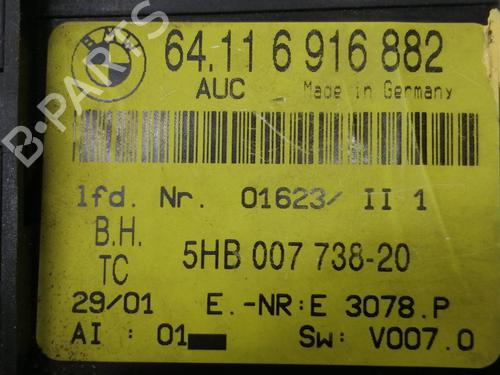 B-PARTS
BMW
64.11 6 916 882
AUC Made in Germany
lfd. Nr. 01623/ II 1
B.H.
TC 5HB 007 738-20
29/01 E.-NR:E 3078.P
AI : 01 Sw: V007.0